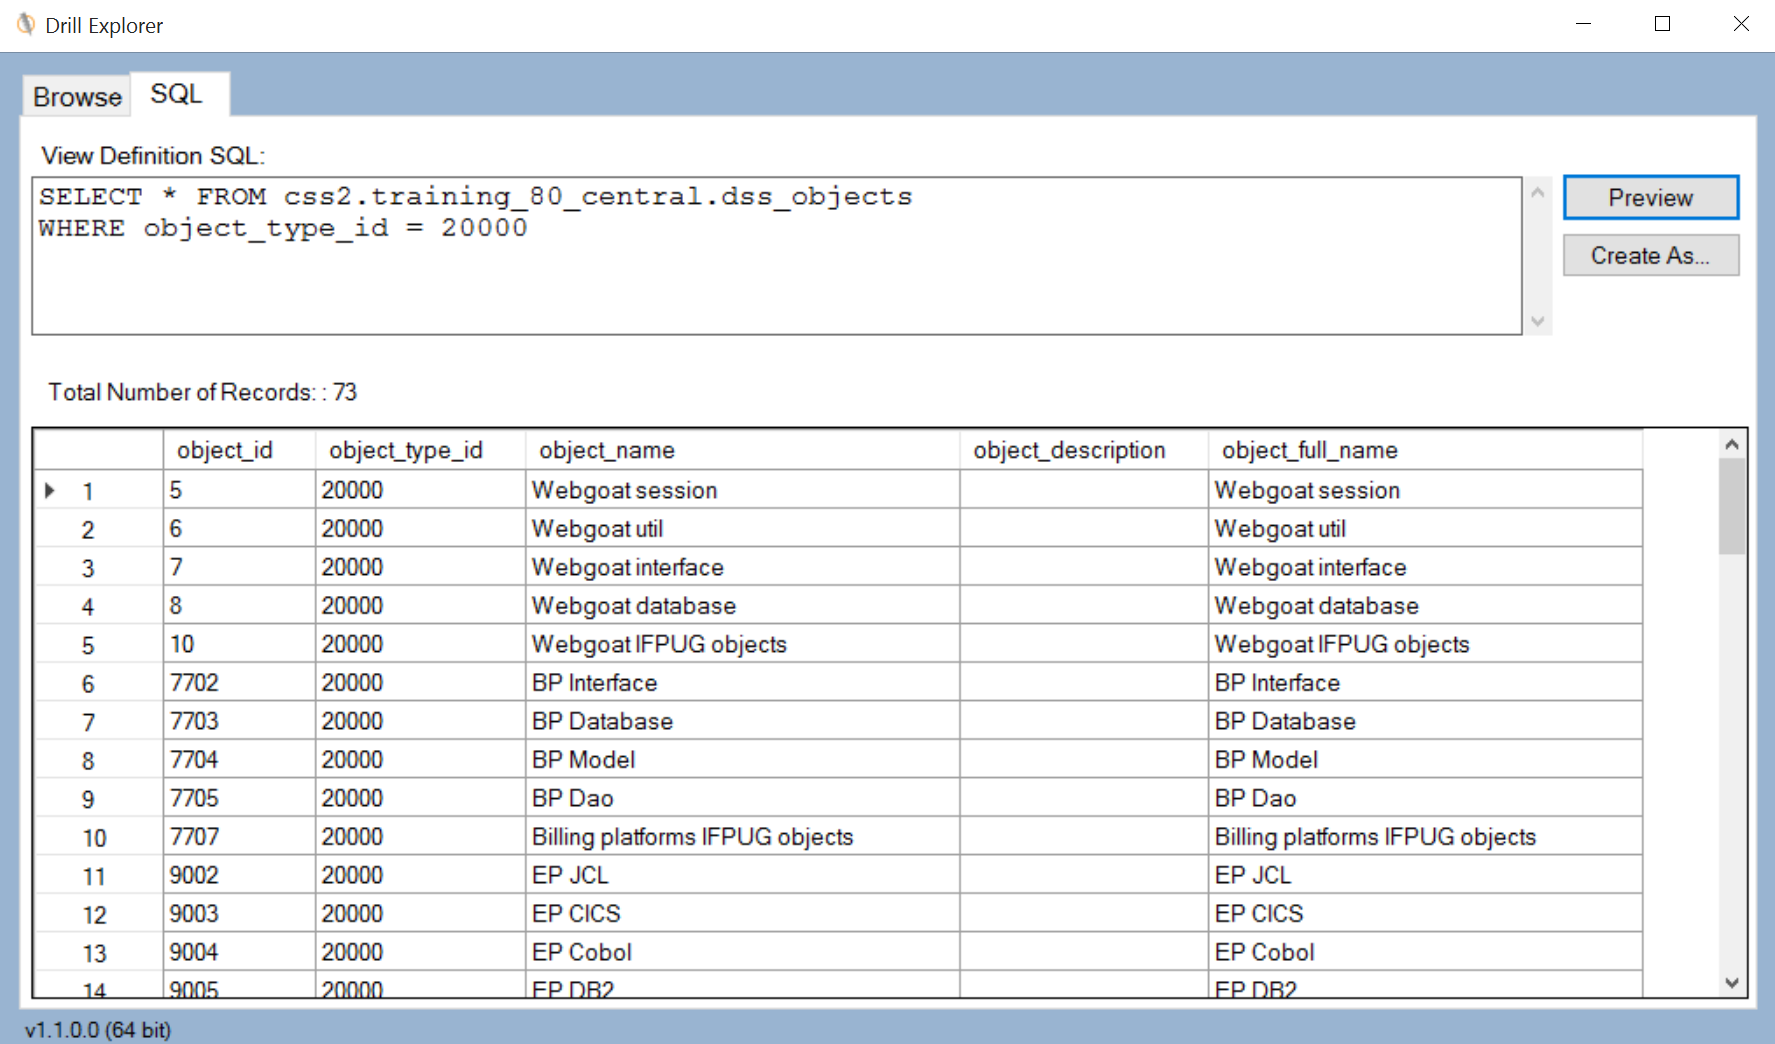 Drill Explorer
Browse SQL
View Definition SQL:
SELECT * FROM css2.training_80_central.dss_objects
WHERE object_type_id = 20000
Preview
Create As...
Total Number of Records: : 73
object_id object_type_id object_name object_description object_full_name
1 5 20000 Webgoat session Webgoat session
2 6 20000 Webgoat util Webgoat util
3 7 20000 Webgoat interface Webgoat interface
4 8 20000 Webgoat database Webgoat database
5 10 20000 Webgoat IFPUG objects Webgoat IFPUG objects
6 7702 20000 BP Interface BP Interface
7 7703 20000 BP Database BP Database
8 7704 20000 BP Model BP Model
9 7705 20000 BP Dao BP Dao
10 7707 20000 Billing platforms IFPUG objects Billing platforms IFPUG objects
11 9002 20000 EP JCL EP JCL
12 9003 20000 EP CICS EP CICS
13 9004 20000 EP Cobol EP Cobol
14 9005 20000 EP DB2 EP DB2
v1.1.0.0 (64 bit)